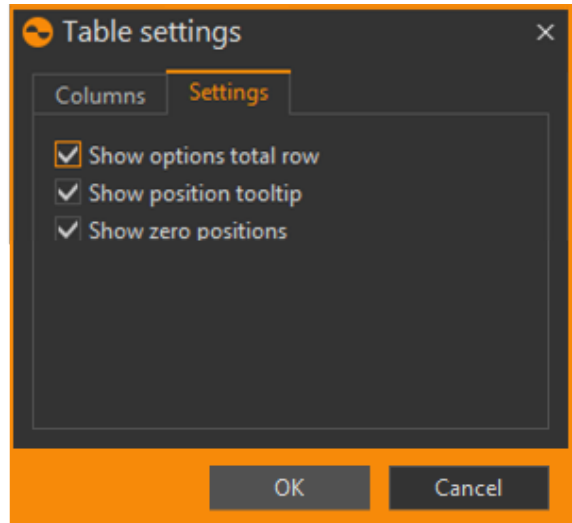 Table settings
Columns Settings
Show options total row
Show position tooltip
Show zero positions
OK Cancel